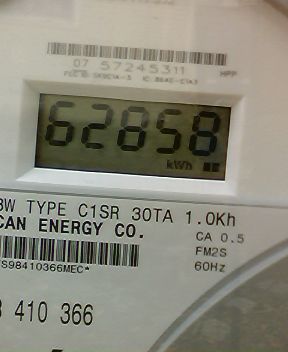 07 57245311
HPP
62858
kWh
3W TYPE C1SR 30TA 1.0Kh
CAN ENERGY CO.
CA 0.5
FM2S
60Hz
S98410366MEC*
410 366